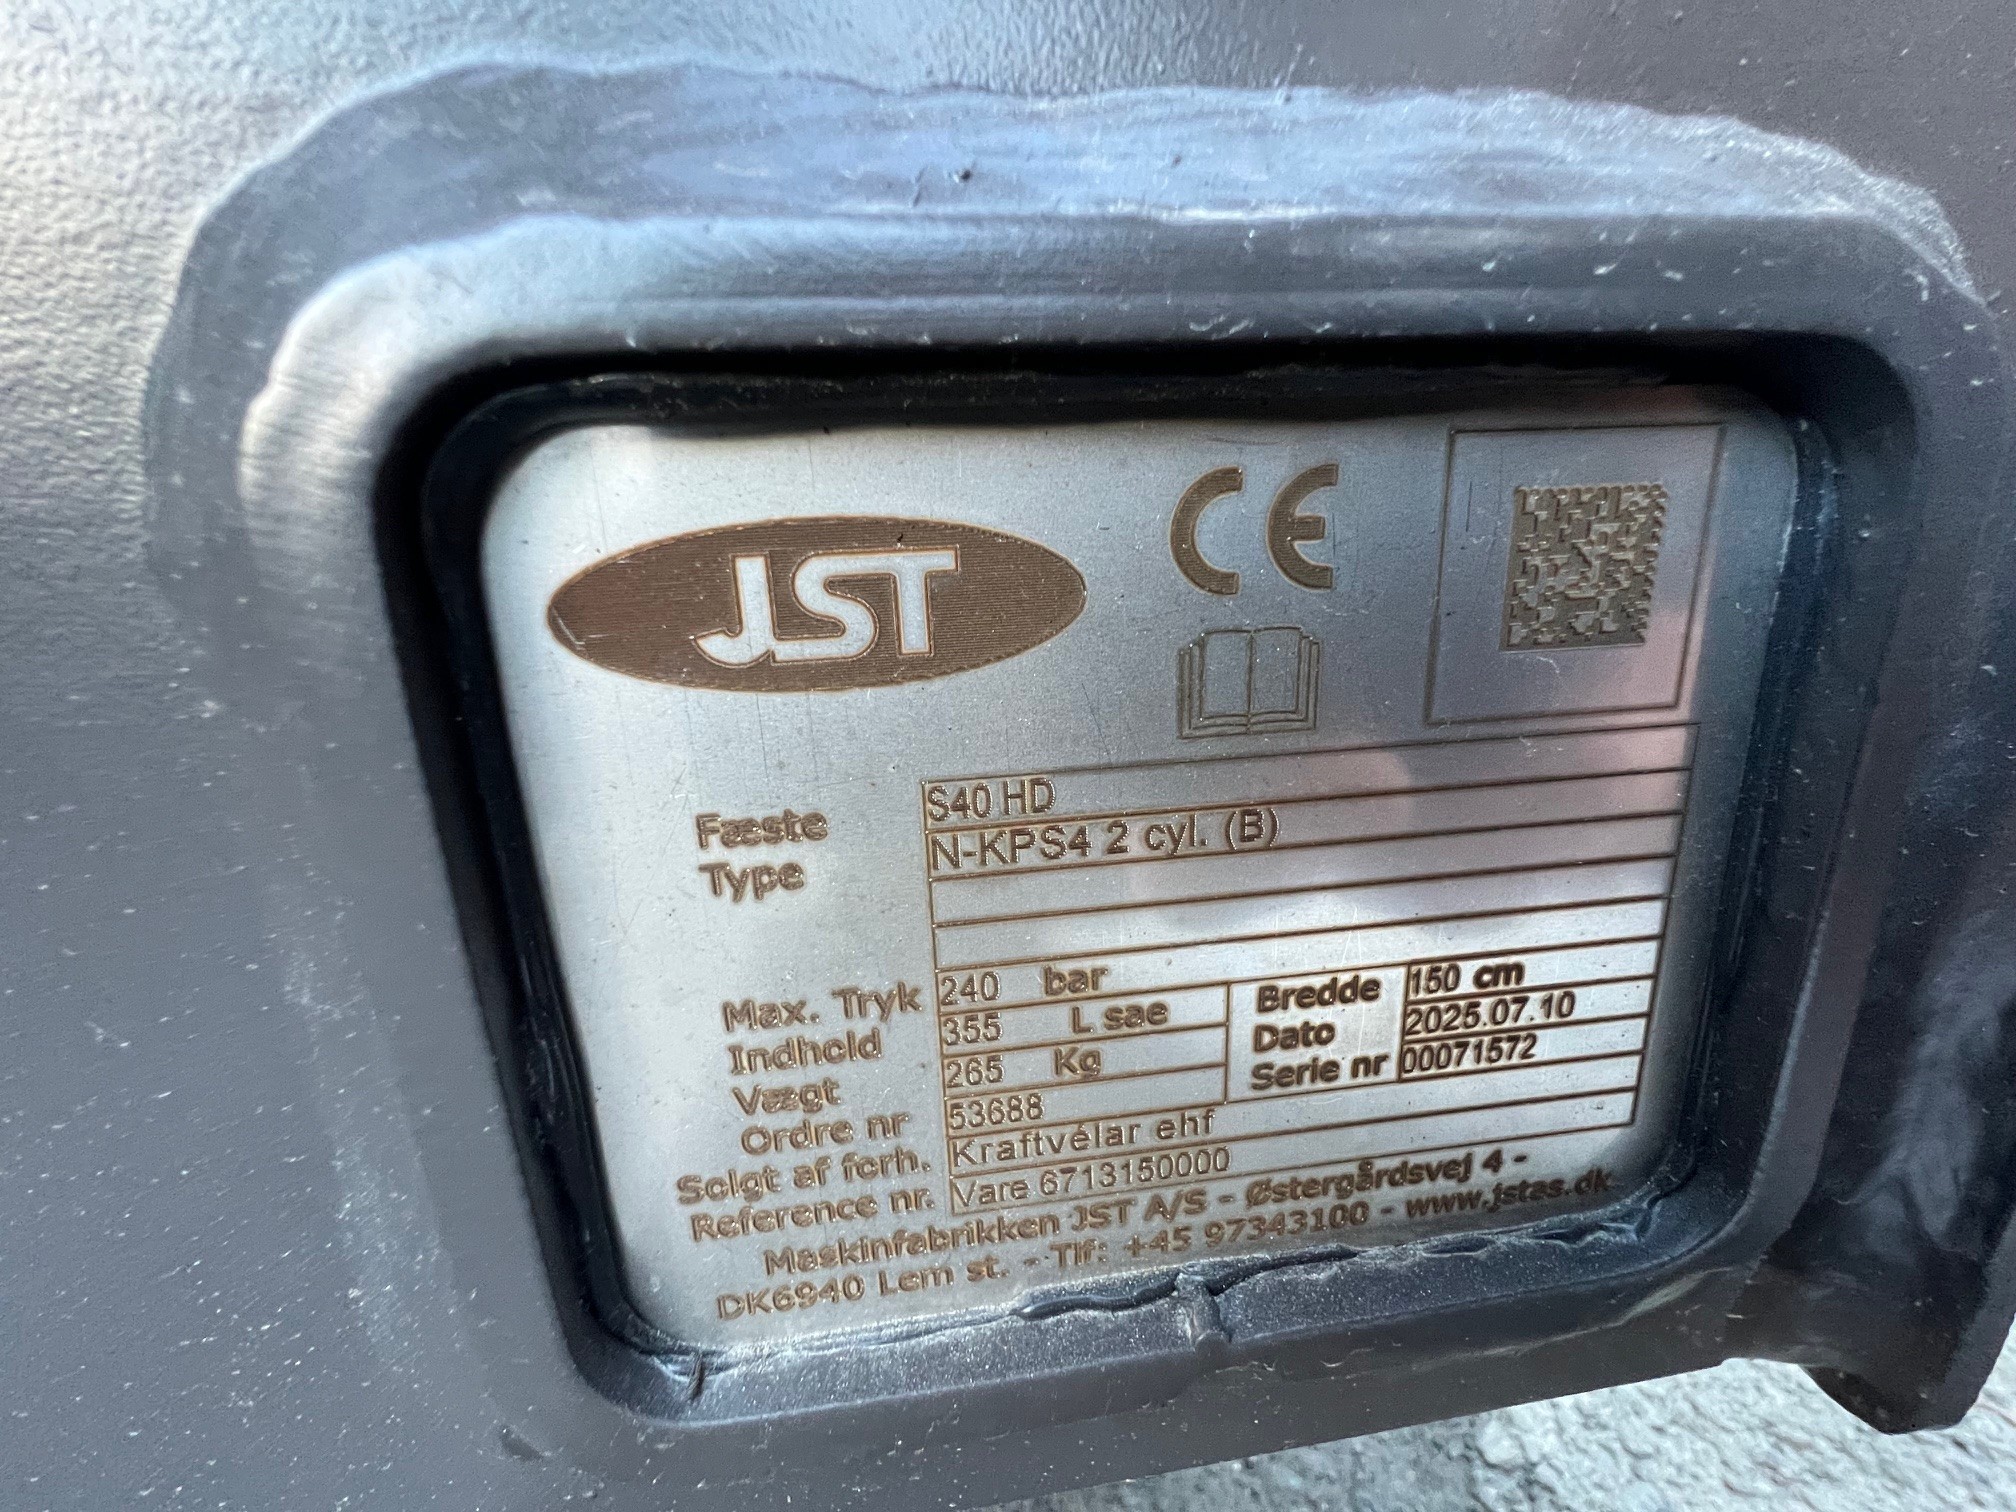 JST
CE
Fæste S40 HD
Type N-KPS4 2 cyl. (B)
Max. Tryk 240 bar Bredde 150 cm
Indhold 355 L sae Dato 2025.07.10
Vægt 265 Kg Serie nr 00071572
Ordre nr 53688
Solgt af forh. Kraftvélar ehf
Reference nr. Vare 6713150000
Maskinfabrikken JST A/S - Østergårdsvej 4 -
DK6940 Lem st. - Tlf: +45 97343100 - www.jstas.dk